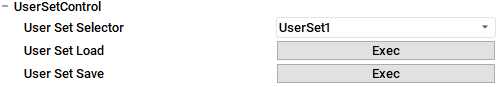 UserSetControl
User Set Selector UserSet1
User Set Load Exec
User Set Save Exec